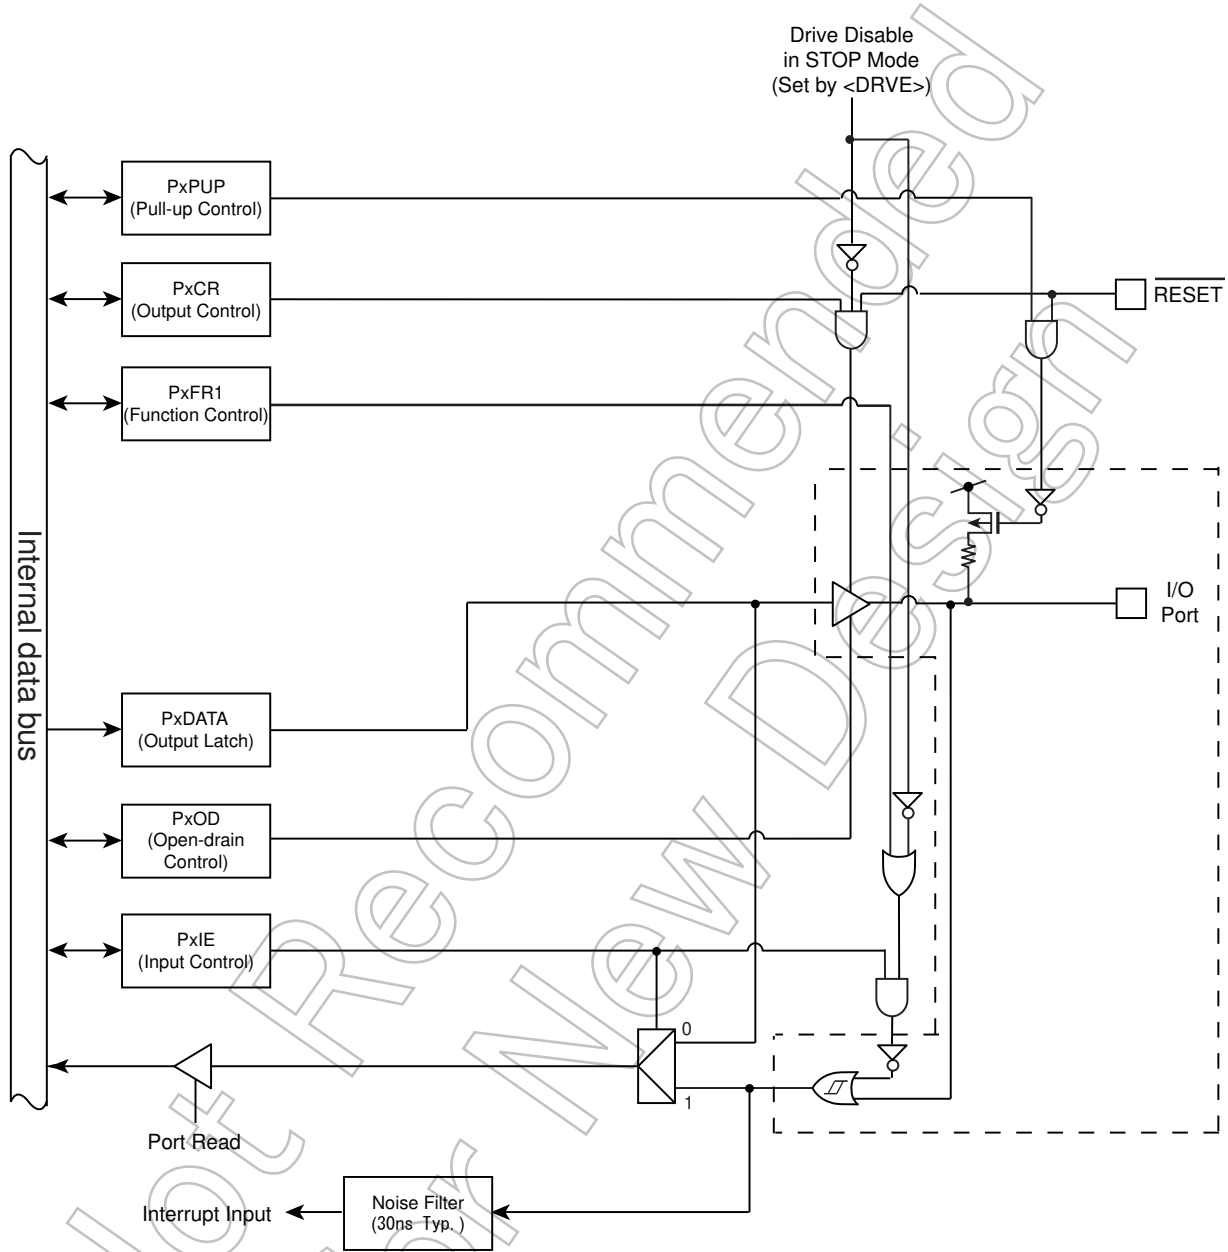 Drive Disable
in STOP Mode
(Set by <DRVE>)
PxPUP
(Pull-up Control)
PxCR
(Output Control)
RESET
PxFR1
(Function Control)
Internal data bus
I/O
Port
PxDATA
(Output Latch)
PxOD
(Open-drain
Control)
PxIE
(Input Control)
0
1
Port Read
Noise Filter
(30ns Typ.)
Interrupt Input
Not Recommended
for New Design